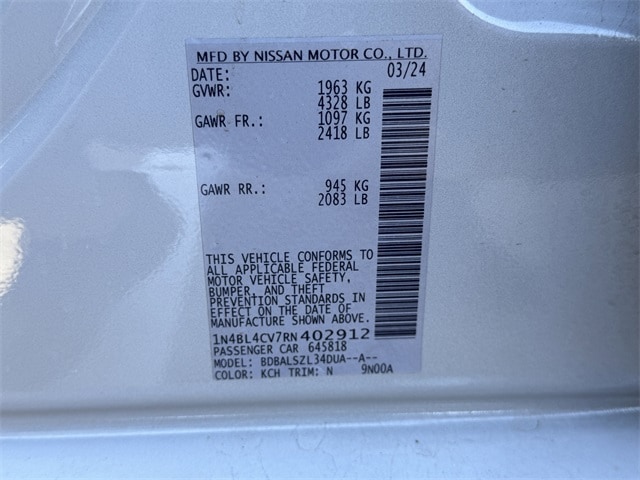 MFD BY NISSAN MOTOR CO., LTD.
DATE: 03/24
GVWR: 1963 KG
4328 LB
GAWR FR.: 1097 KG
2418 LB
GAWR RR.: 945 KG
2083 LB
THIS VEHICLE CONFORMS TO
ALL APPLICABLE FEDERAL
MOTOR VEHICLE SAFETY,
BUMPER, AND THEFT
PREVENTION STANDARDS IN
EFFECT ON THE DATE OF
MANUFACTURE SHOWN ABOVE.
1N4BL4CV7RN402912
PASSENGER CAR 645818
MODEL: BDBALSZL34DUA--A--
COLOR: KCH TRIM: N 9N00A